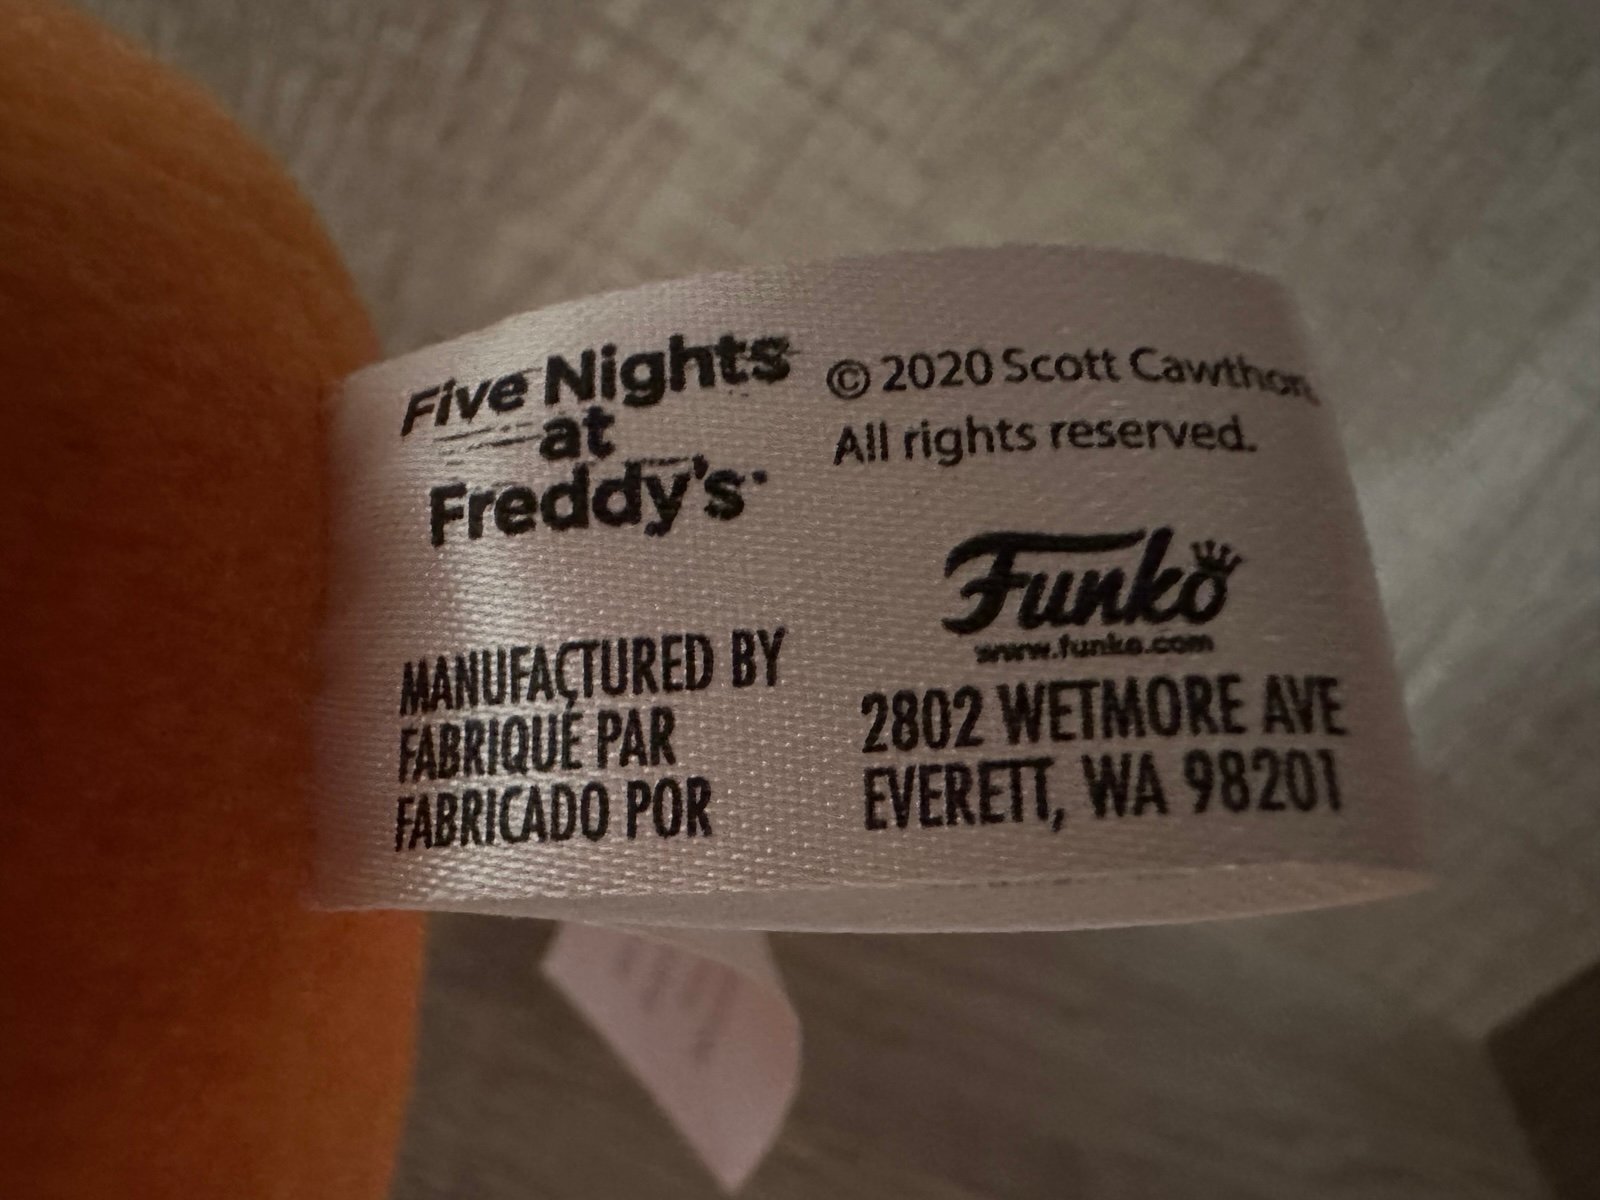 Five Nights
at
Freddy's
© 2020 Scott Cawthon
All rights reserved.
Funko
www.funko.com
MANUFACTURED BY
FABRIQUÉ PAR
FABRICADO POR
2802 WETMORE AVE
EVERETT, WA 98201